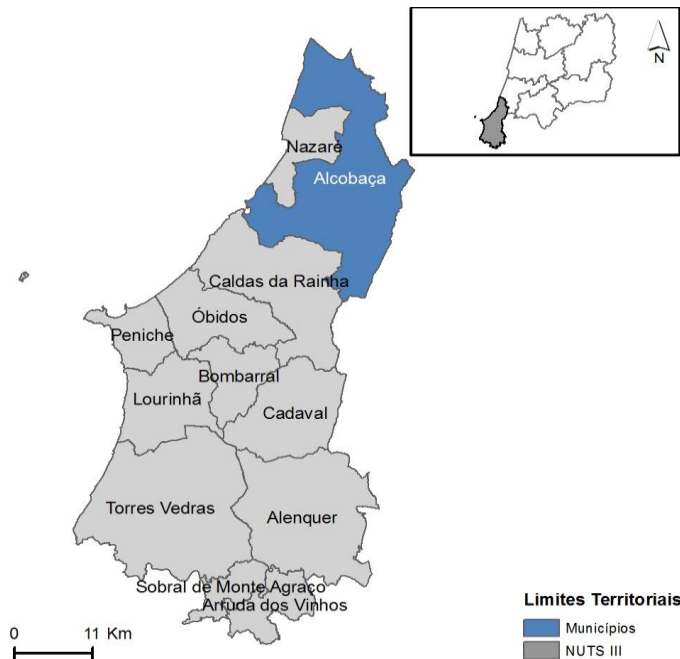 N
Nazaré
Alcobaça
Caldas da Rainha
Óbidos
Peniche
Bombarral
Lourinhã
Cadaval
Torres Vedras
Alenquer
Sobral de Monte Agraço
Arruda dos Vinhos
0 11 Km
Limites Territoriais
Municípios
NUTS III